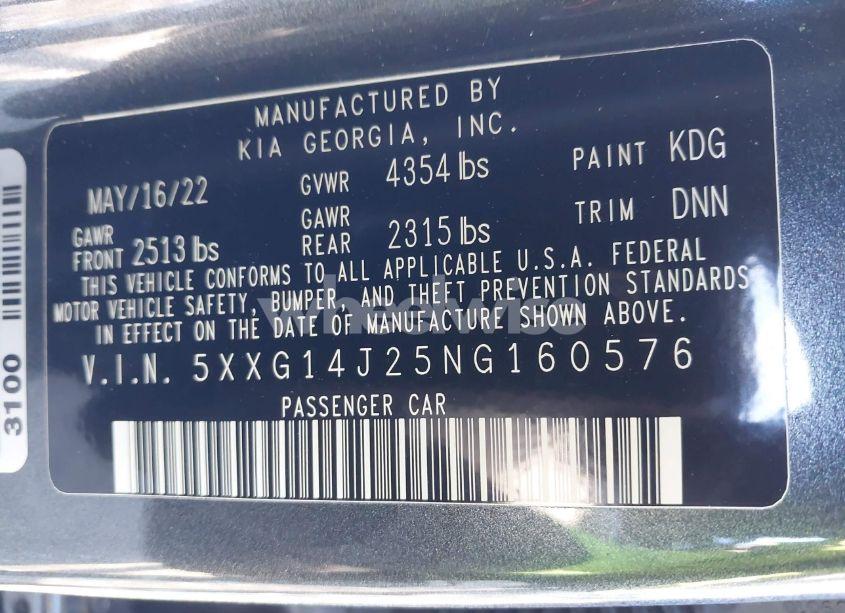 MANUFACTURED BY
KIA GEORGIA, INC.
MAY/16/22 GVWR 4354 lbs PAINT KDG
GAWR FRONT 2513 lbs GAWR REAR 2315 lbs TRIM DNN
THIS VEHICLE CONFORMS TO ALL APPLICABLE U.S.A. FEDERAL
MOTOR VEHICLE SAFETY, BUMPER, AND THEFT PREVENTION STANDARDS
IN EFFECT ON THE DATE OF MANUFACTURE SHOWN ABOVE.
V.I.N. 5XXG14J25NG160576
PASSENGER CAR
3100
wheelwise